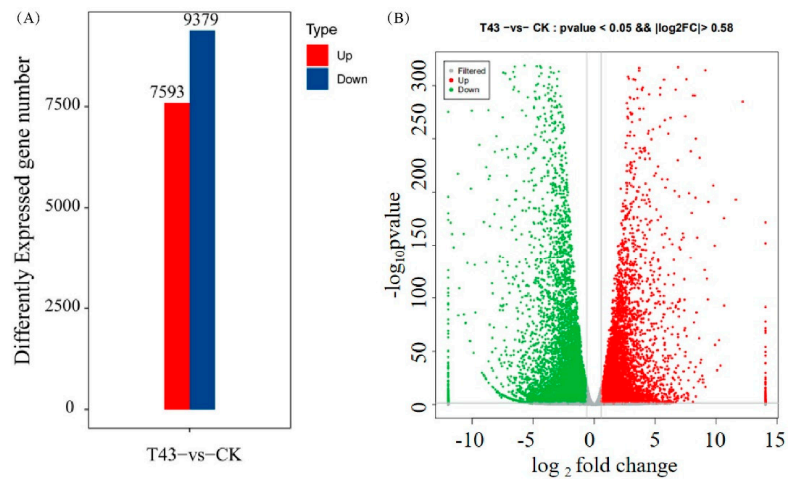 (A)
9379
7593
Type
Up
Down
7500
5000
2500
0
Differently Expressed gene number
T43−vs−CK
(B)
T43 −vs− CK : pvalue < 0.05 && |log2FC|> 0.58
Filtered
Up
Down
300
250
200
150
100
50
0
-log10pvalue
-10 -5 0 5 10 15
log 2 fold change